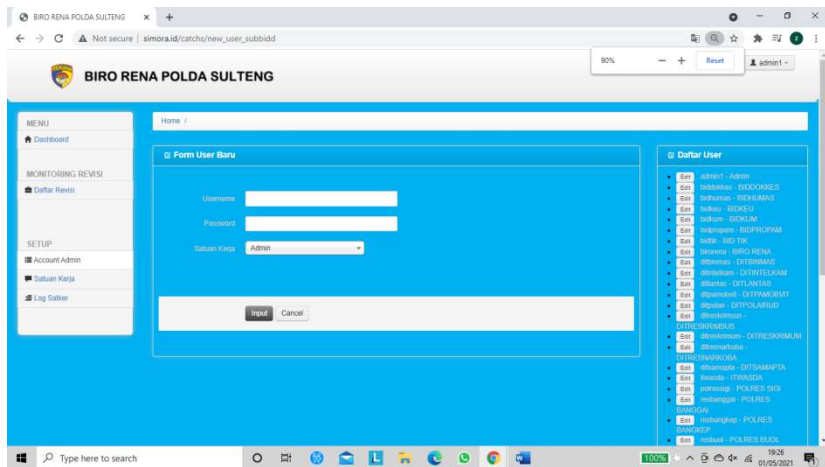 BIRO RENA POLDA SULTENG
Not secure | simora.id/catchs/new_user_subbidd
90%
Reset
admin1
BIRO RENA POLDA SULTENG
MENU
Dashboard
MONITORING REVISI
Daftar Revisi
SETUP
Account Admin
Satuan Kerja
Log Satker
Home /
Form User Baru
Username
Password
Satuan Kerja
Admin
Input
Cancel
Daftar User
Edit admin1 - Admin
Edit biddokkes - BIDDOKKES
Edit bidhumas - BIDHUMAS
Edit bidkeu - BIDKEU
Edit bidkum - BIDKUM
Edit bidpropam - BIDPROPAM
Edit bidtik - BID TIK
Edit birorena - BIRO RENA
Edit ditbinmas - DITBINMAS
Edit ditintelkam - DITINTELKAM
Edit ditlantas - DITLANTAS
Edit ditpamobvit - DITPAMOBVIT
Edit ditpolair - DITPOLAIRUD
Edit ditreskrimsus -
DITRESKRIMSUS
Edit ditreskrimum - DITRESKRIMUM
Edit ditresnarkoba -
DITRESNARKOBA
Edit ditsamapta - DITSAMAPTA
Edit itwasda - ITWASDA
Edit polressigi - POLRES SIGI
Edit resbanggai - POLRES
BANGGAI
Edit resbangkep - POLRES
BANGKEP
Edit resbuol - POLRES BUOL
Type here to search
100%
19:26
01/05/2021